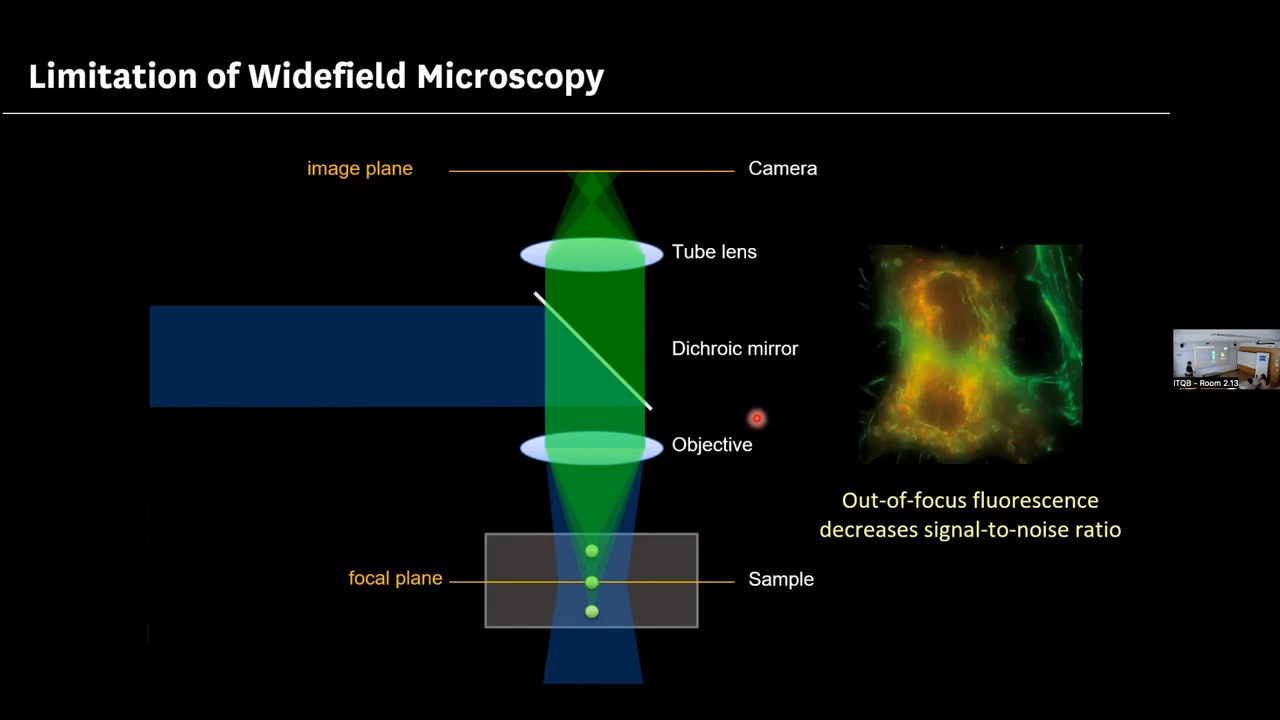 Limitation of Widefield Microscopy
image plane
Camera
Tube lens
Dichroic mirror
Objective
Out-of-focus fluorescence
decreases signal-to-noise ratio
focal plane
Sample
ITQB - Room 2.13